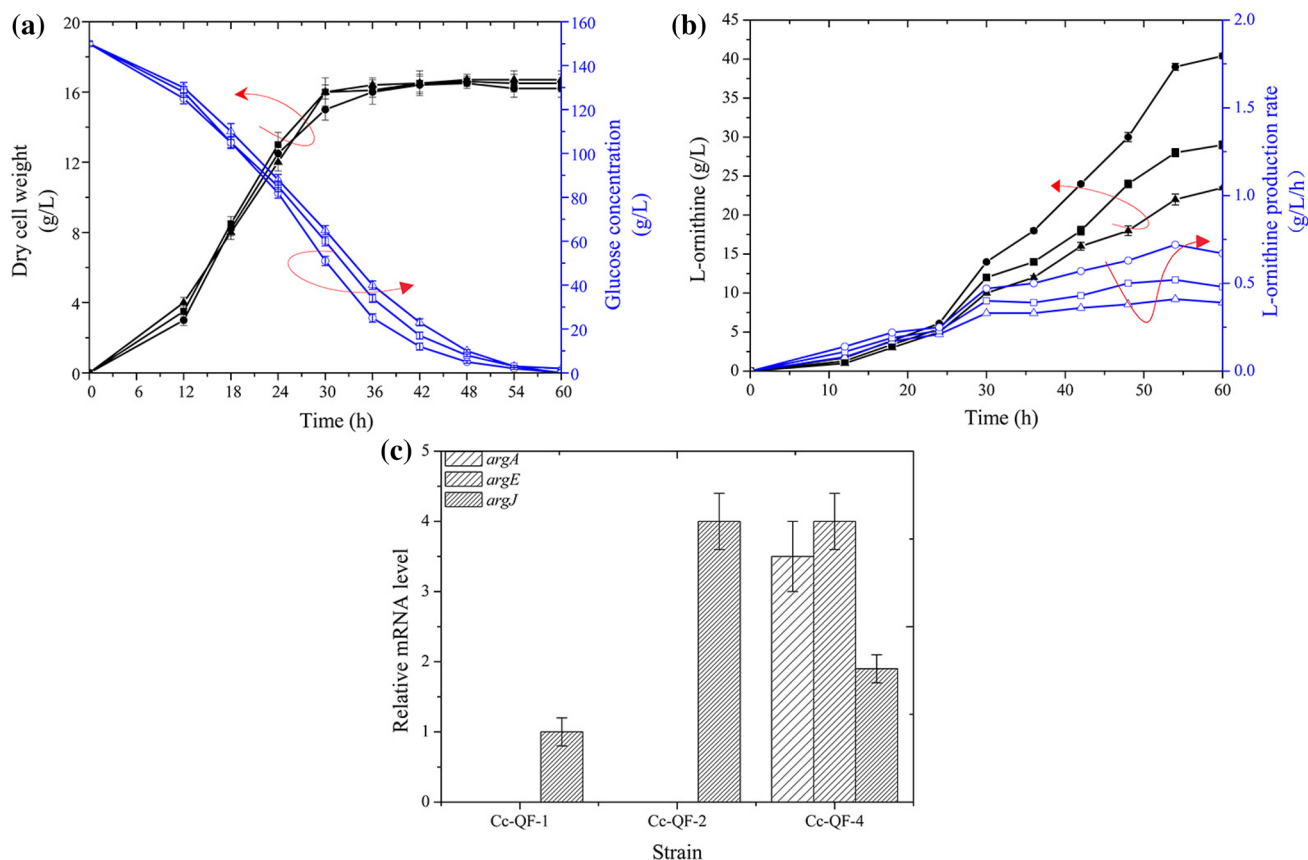 (a)
20
16
12
8
4
0
Dry cell weight
(g/L)
160
140
120
100
80
60
40
20
0
Glucose concentration
(g/L)
0 12 18 24 30 36 42 48 54 60
Time (h)
(b)
45
40
35
30
25
20
15
10
5
0
L-ornithine (g/L)
2.0
1.5
1.0
0.5
0.0
L-ornithine production rate
(g/L/h)
0 10 20 30 40 50 60
Time (h)
(c)
argA
argE
argJ
5
4
3
2
1
0
Relative mRNA level
Cc-QF-1 Cc-QF-2 Cc-QF-4
Strain